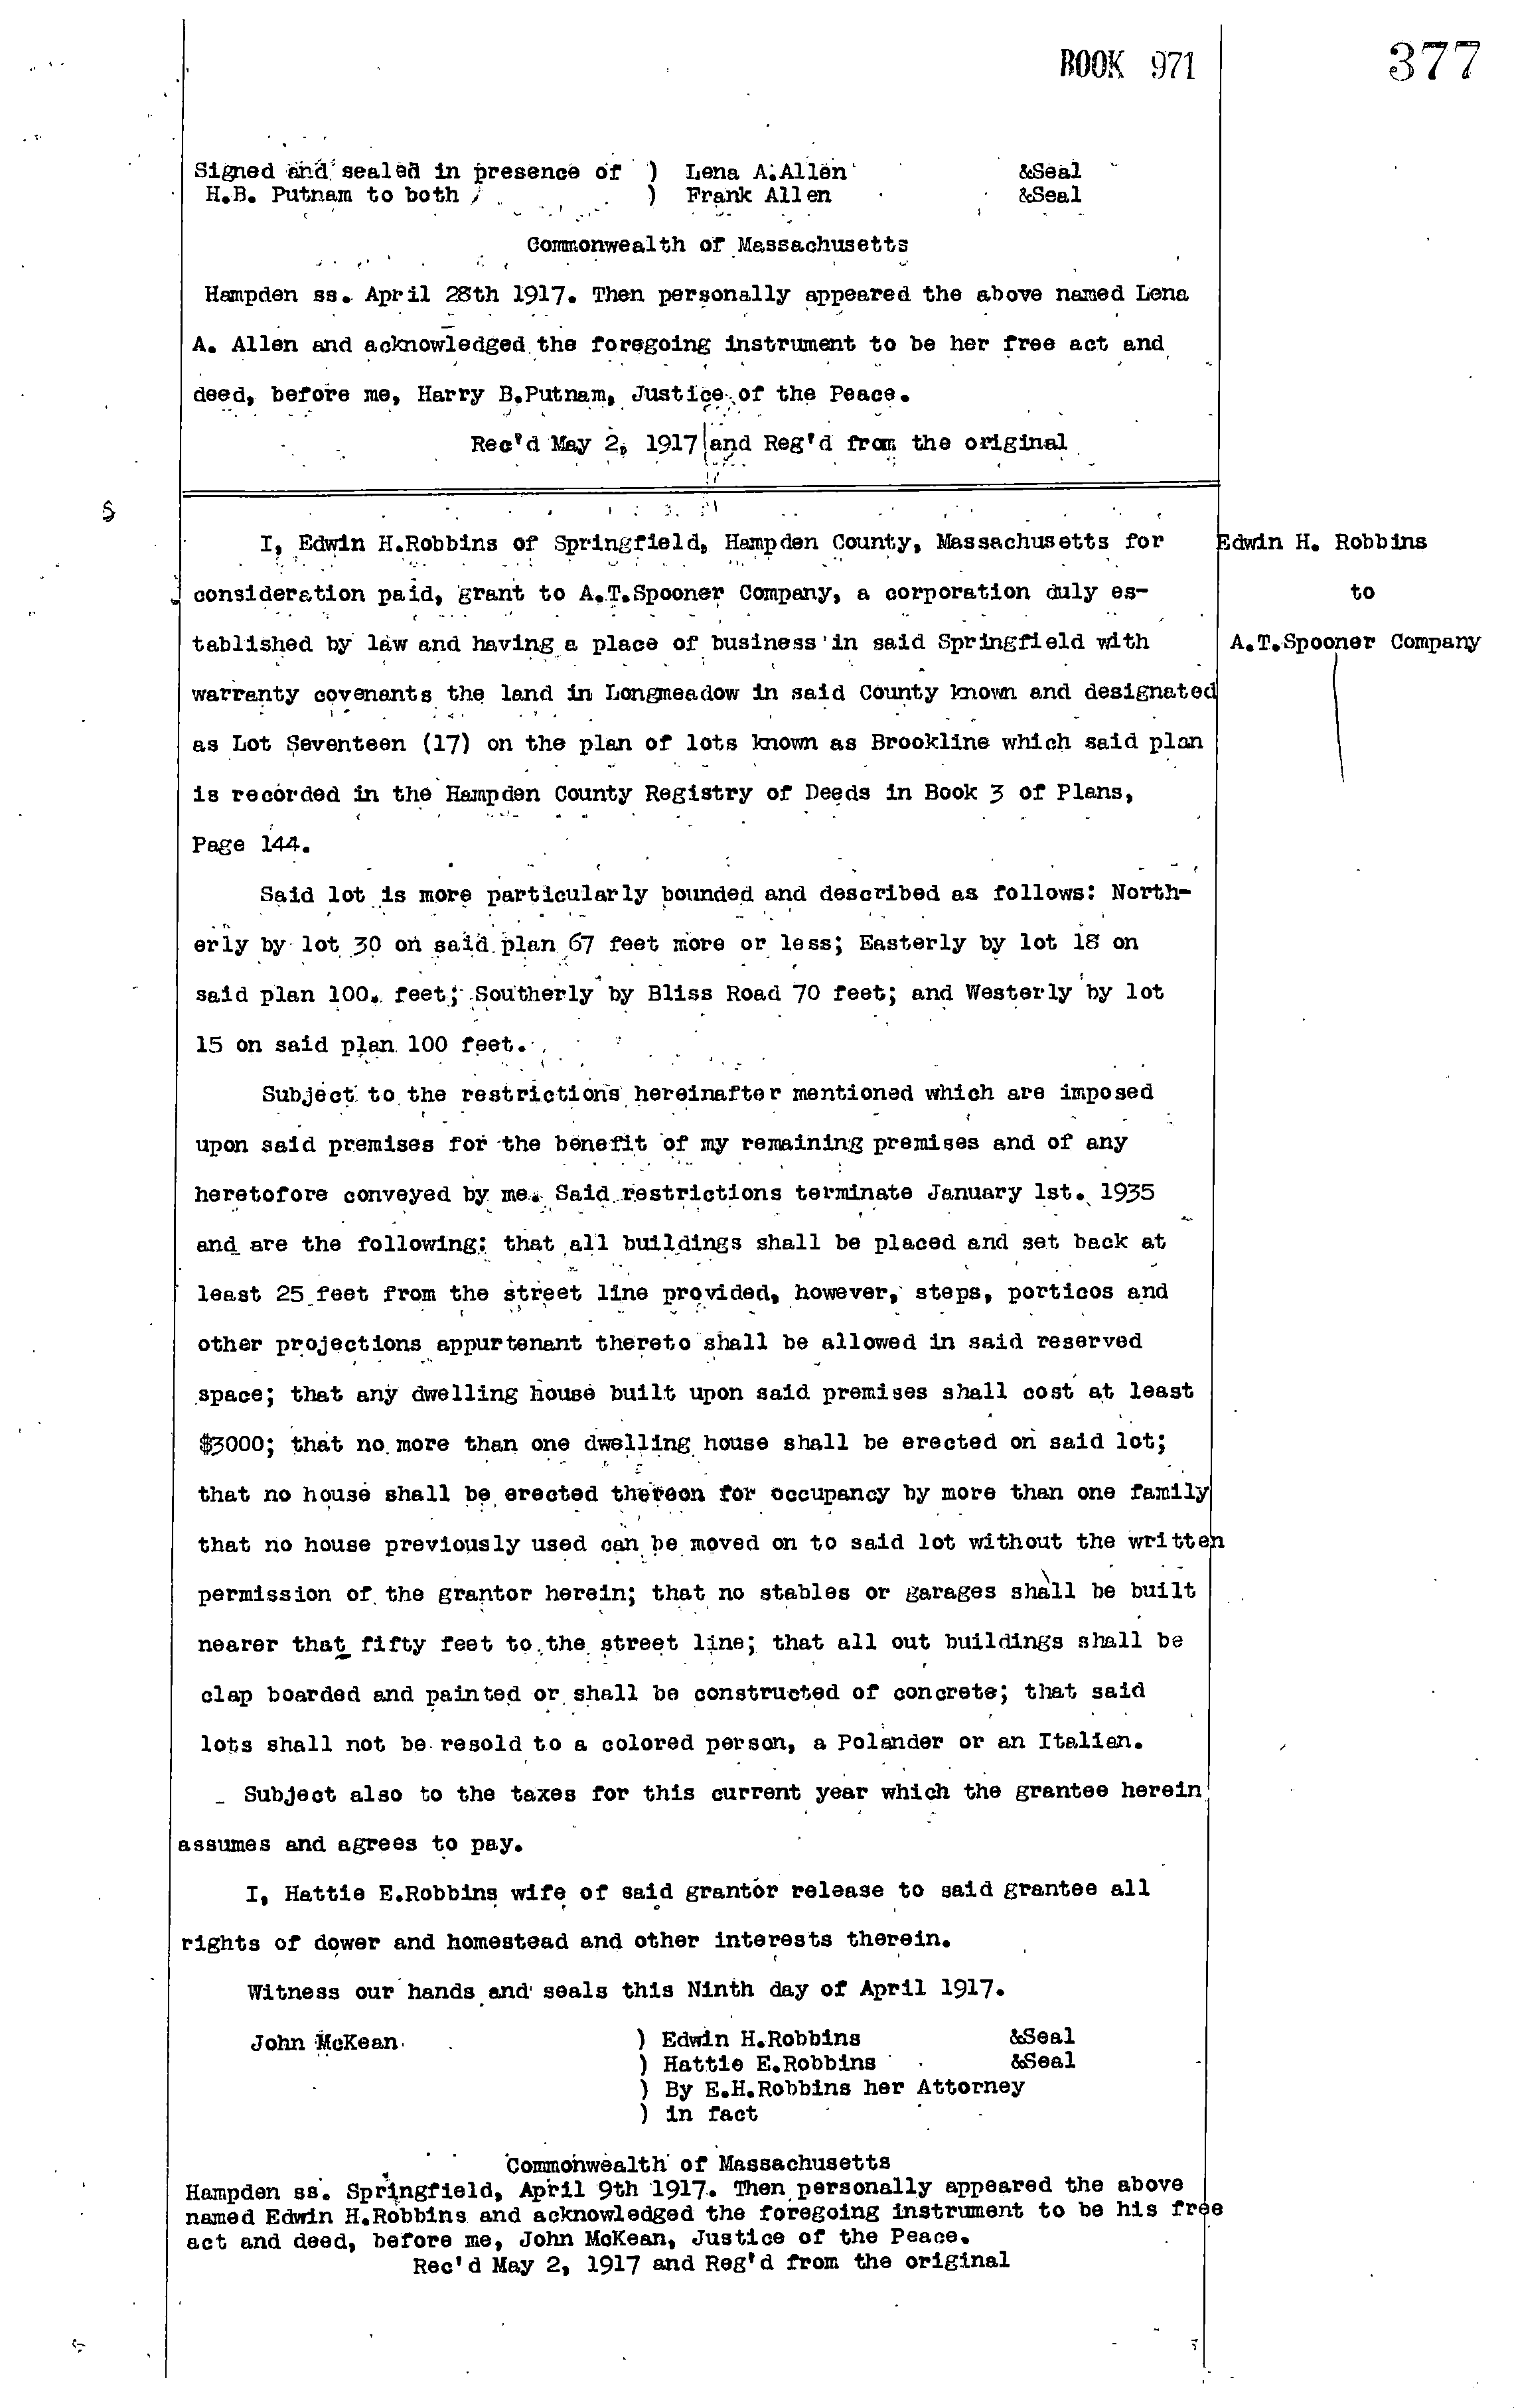 BOOK 971 377
Signed and sealed in presence of ) Lena A.Allen &Seal
H.B. Putnam to both ) Frank Allen &Seal
Commonwealth of Massachusetts
Hampden ss. April 28th 1917. Then personally appeared the above named Lena
A. Allen and acknowledged the foregoing instrument to be her free act and
deed, before me, Harry B.Putnam, Justice of the Peace.
Rec'd May 2, 1917 and Reg'd from the original
S
I, Edwin H.Robbins of Springfield, Hampden County, Massachusetts for Edwin H. Robbins
consideration paid, grant to A.T.Spooner Company, a corporation duly es- to
tablished by law and having a place of business in said Springfield with A.T.Spooner Company
warranty covenants the land in Longmeadow in said County known and designated
as Lot Seventeen (17) on the plan of lots known as Brookline which said plan
is recorded in the Hampden County Registry of Deeds in Book 3 of Plans,
Page 144.
Said lot is more particularly bounded and described as follows: North-
erly by lot 30 on said plan 67 feet more or less; Easterly by lot 18 on
said plan 100. feet; Southerly by Bliss Road 70 feet; and Westerly by lot
15 on said plan 100 feet.
Subject to the restrictions hereinafter mentioned which are imposed
upon said premises for the benefit of my remaining premises and of any
heretofore conveyed by me. Said restrictions terminate January 1st. 1935
and are the following: that all buildings shall be placed and set back at
least 25 feet from the street line provided, however, steps, porticos and
other projections appurtenant thereto shall be allowed in said reserved
space; that any dwelling house built upon said premises shall cost at least
$3000; that no more than one dwelling house shall be erected on said lot;
that no house shall be erected thereon for occupancy by more than one family
that no house previously used can be moved on to said lot without the written
permission of the grantor herein; that no stables or garages shall be built
nearer that fifty feet to the street line; that all out buildings shall be
clap boarded and painted or shall be constructed of concrete; that said
lots shall not be resold to a colored person, a Polander or an Italian.
Subject also to the taxes for this current year which the grantee herein
assumes and agrees to pay.
I, Hattie E.Robbins wife of said grantor release to said grantee all
rights of dower and homestead and other interests therein.
Witness our hands and seals this Ninth day of April 1917.
John McKean ) Edwin H.Robbins &Seal
) Hattie E.Robbins &Seal
) By E.H.Robbins her Attorney
) in fact
Commonwealth of Massachusetts
Hampden ss. Springfield, April 9th 1917. Then personally appeared the above
named Edwin H.Robbins and acknowledged the foregoing instrument to be his free
act and deed, before me, John McKean, Justice of the Peace.
Rec'd May 2, 1917 and Reg'd from the original